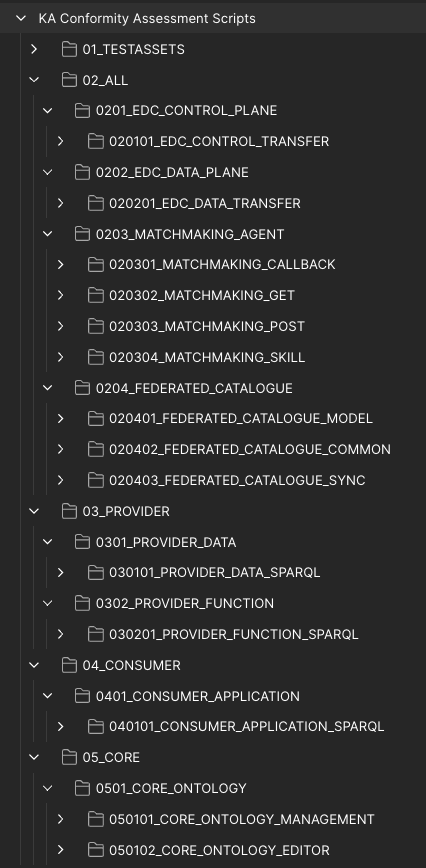 KA Conformity Assessment Scripts
01_TESTASSETS
02_ALL
0201_EDC_CONTROL_PLANE
020101_EDC_CONTROL_TRANSFER
0202_EDC_DATA_PLANE
020201_EDC_DATA_TRANSFER
0203_MATCHMAKING_AGENT
020301_MATCHMAKING_CALLBACK
020302_MATCHMAKING_GET
020303_MATCHMAKING_POST
020304_MATCHMAKING_SKILL
0204_FEDERATED_CATALOGUE
020401_FEDERATED_CATALOGUE_MODEL
020402_FEDERATED_CATALOGUE_COMMON
020403_FEDERATED_CATALOGUE_SYNC
03_PROVIDER
0301_PROVIDER_DATA
030101_PROVIDER_DATA_SPARQL
0302_PROVIDER_FUNCTION
030201_PROVIDER_FUNCTION_SPARQL
04_CONSUMER
0401_CONSUMER_APPLICATION
040101_CONSUMER_APPLICATION_SPARQL
05_CORE
0501_CORE_ONTOLOGY
050101_CORE_ONTOLOGY_MANAGEMENT
050102_CORE_ONTOLOGY_EDITOR